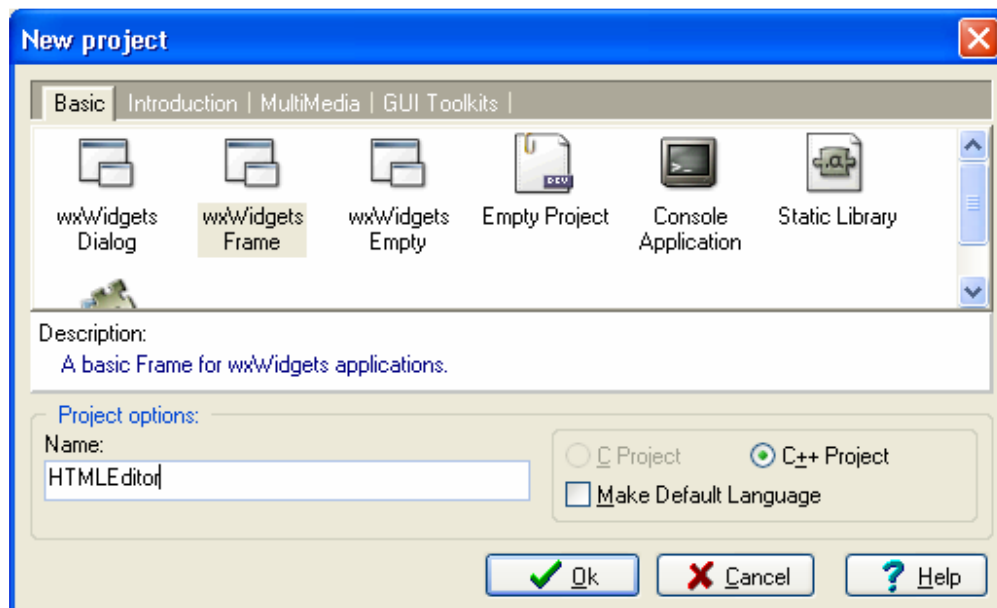 New project
Basic Introduction | MultiMedia | GUI Toolkits |
wxWidgets Dialog
wxWidgets Frame
wxWidgets Empty
Empty Project
Console Application
Static Library
DEV
.a
Description:
A basic Frame for wxWidgets applications.
Project options:
Name:
HTMLEditor
C Project
C++ Project
Make Default Language
Ok
Cancel
? Help